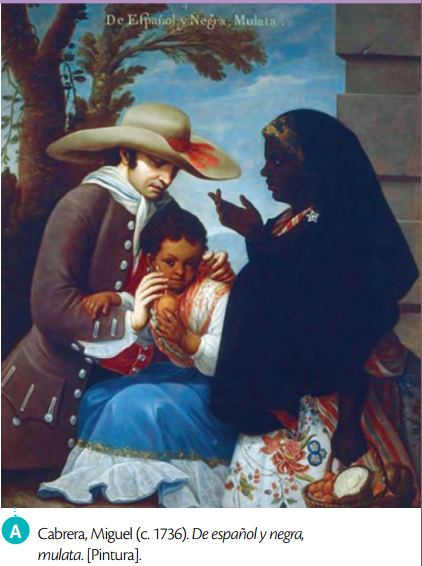 De Español y Negra, Mulata.
A
Cabrera, Miguel (c. 1736). De español y negra,
mulata. [Pintura].